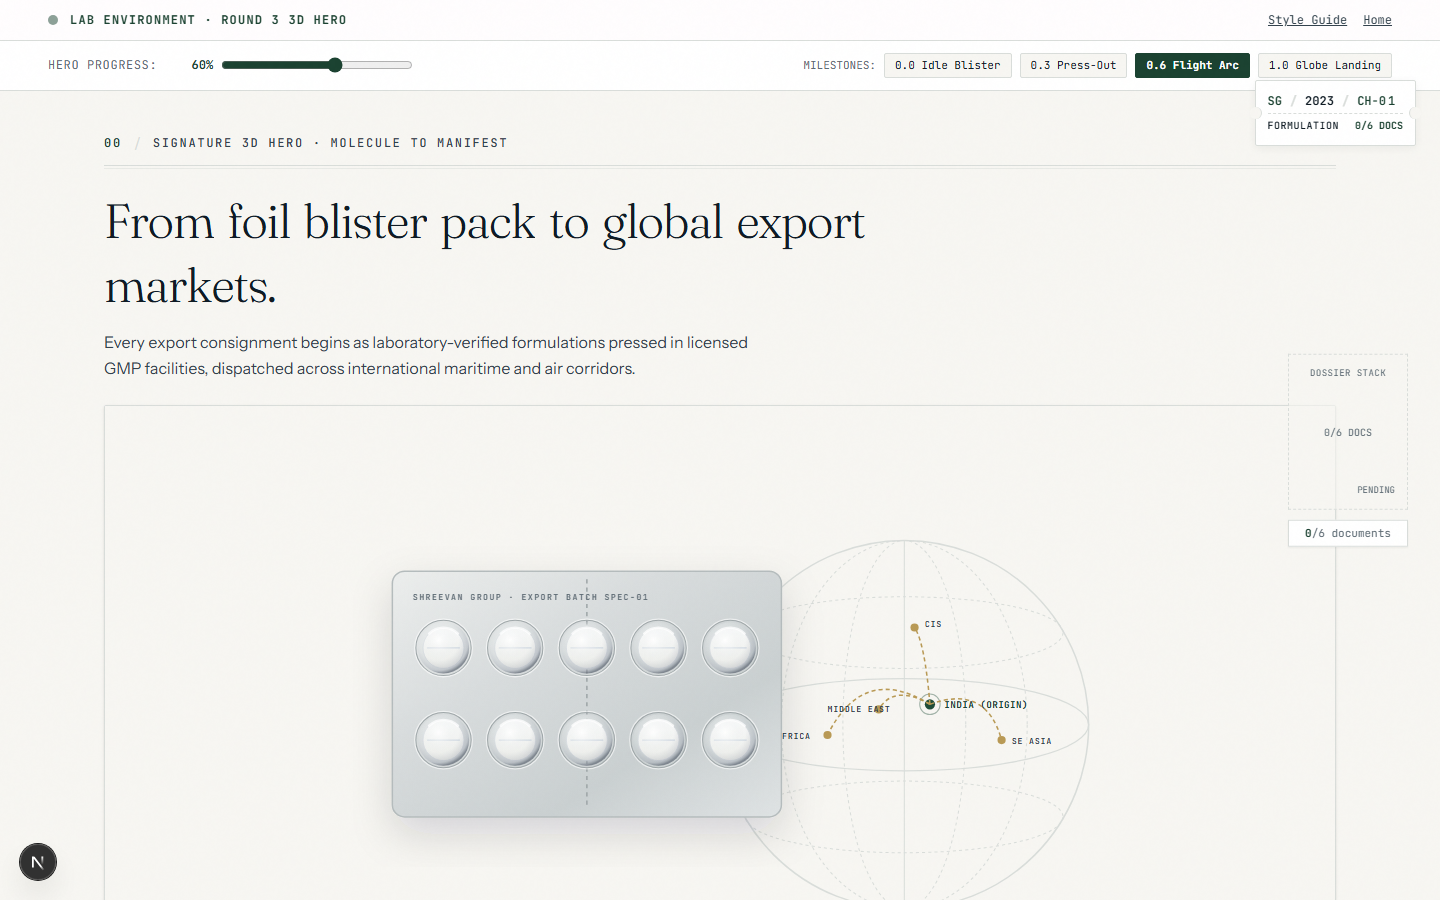 LAB ENVIRONMENT · ROUND 3 3D HERO
Style Guide Home
HERO PROGRESS: 60%
MILESTONES: 0.0 Idle Blister 0.3 Press-Out 0.6 Flight Arc 1.0 Globe Landing
SG / 2023 / CH-01
FORMULATION 0/6 DOCS
00 / SIGNATURE 3D HERO · MOLECULE TO MANIFEST
From foil blister pack to global export
markets.
Every export consignment begins as laboratory-verified formulations pressed in licensed
GMP facilities, dispatched across international maritime and air corridors.
DOSSIER STACK
0/6 DOCS
PENDING
0/6 documents
SHREEVAN GROUP · EXPORT BATCH SPEC-01
CIS
MIDDLE EAST
INDIA (ORIGIN)
FRICA
SE ASIA
N